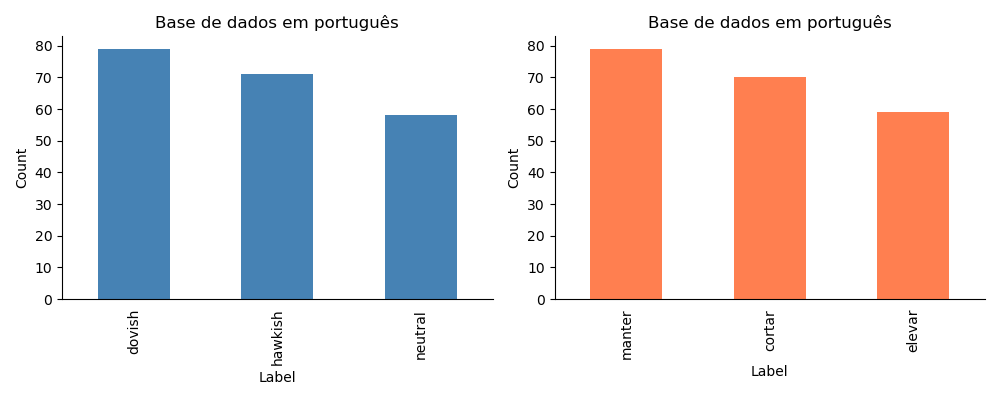 Base de dados em português
Count
80
70
60
50
40
30
20
10
0
dovish
hawkish
neutral
Label
Base de dados em português
Count
80
70
60
50
40
30
20
10
0
manter
cortar
elevar
Label